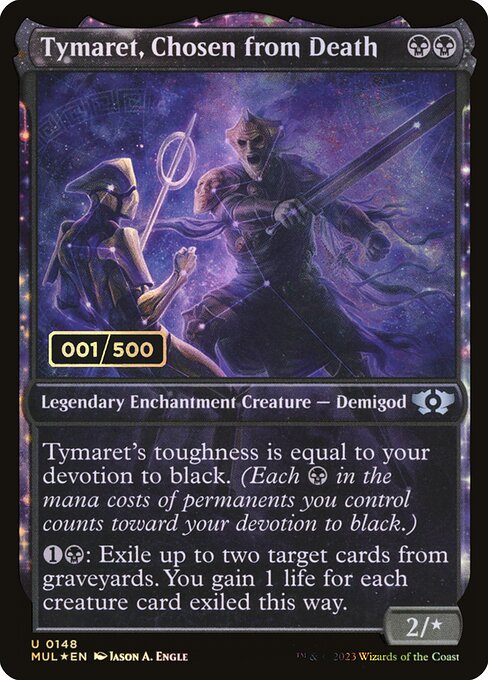 Tymaret, Chosen from Death
001/500
Legendary Enchantment Creature — Demigod
Tymaret's toughness is equal to your
devotion to black. (Each in the
mana costs of permanents you control
counts toward your devotion to black.)
1: Exile up to two target cards from
graveyards. You gain 1 life for each
creature card exiled this way.
2/★
U 0148
MUL★EN Jason A. Engle
™ & © 2023 Wizards of the Coast